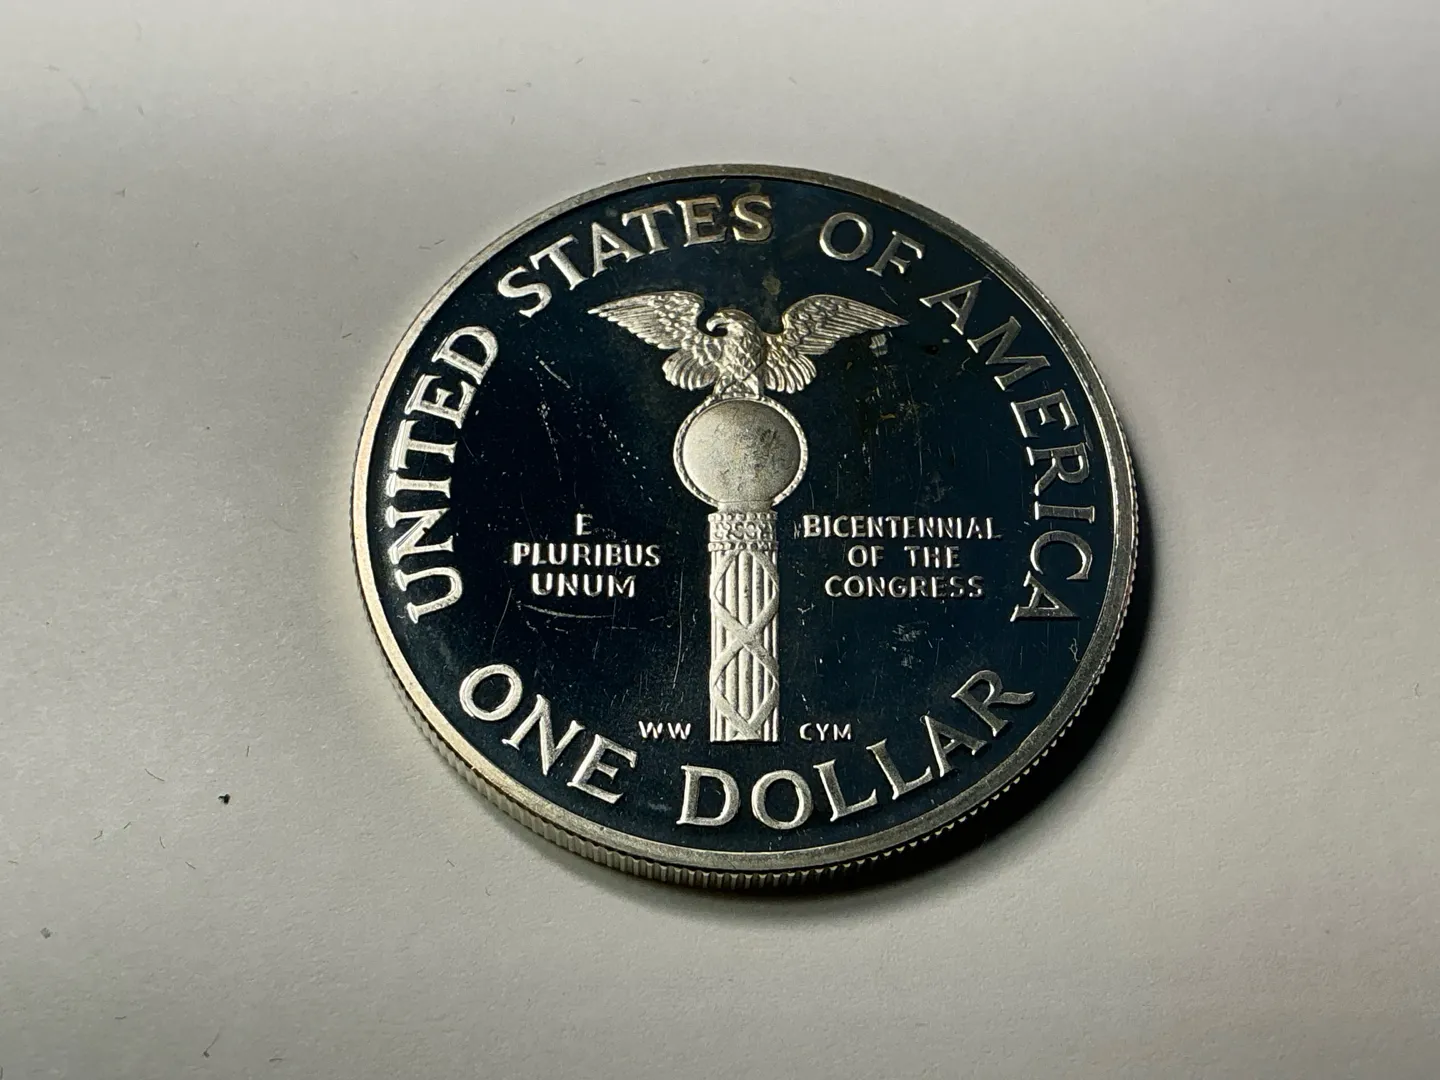 UNITED STATES OF AMERICA
E
PLURIBUS
UNUM
BICENTENNIAL
OF THE
CONGRESS
WW
CYM
ONE DOLLAR